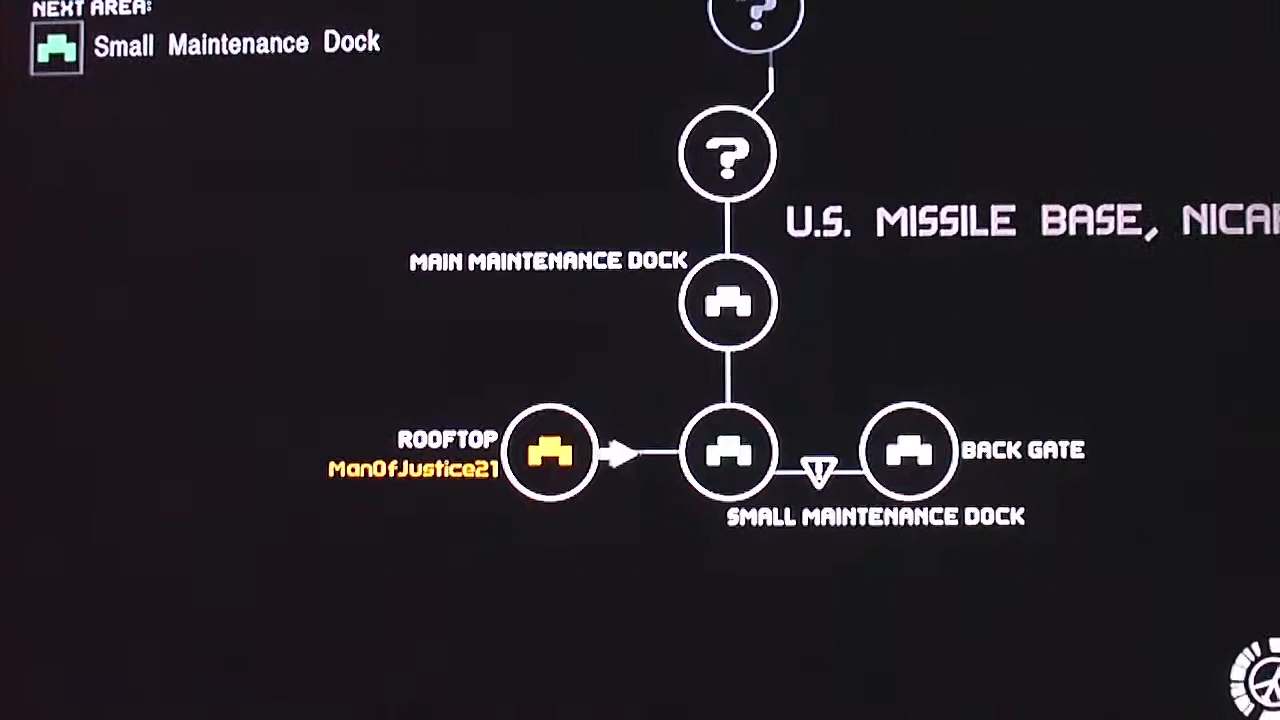 NEXT AREA:
Small Maintenance Dock
?
?
U.S. MISSILE BASE,
MAIN MAINTENANCE DOCK
ROOFTOP
ManOfJustice21
BACK GATE
SMALL MAINTENANCE DOCK